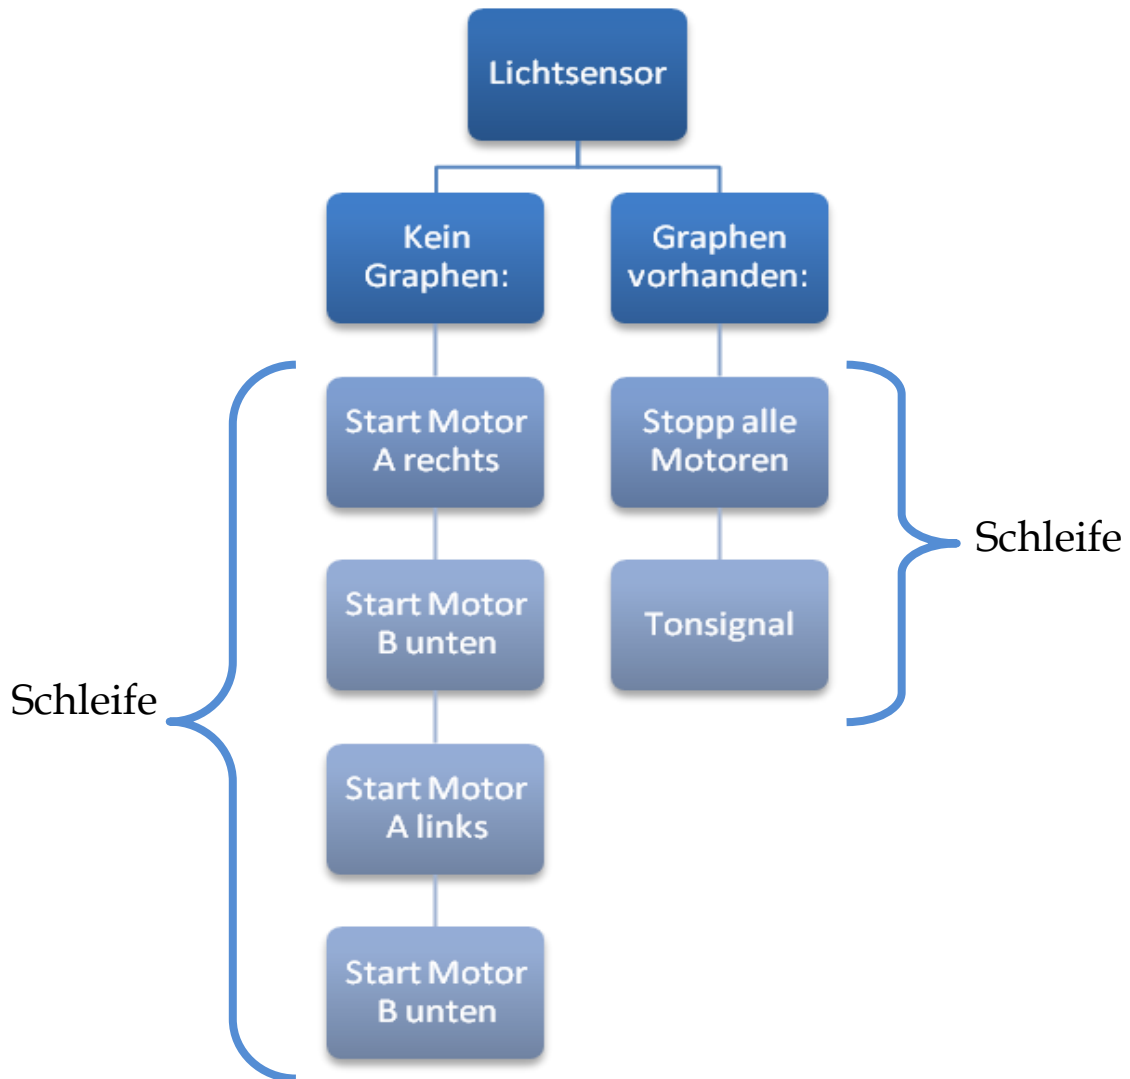 Lichtsensor
Kein
Graphen:
Graphen
vorhanden:
Start Motor
A rechts
Stopp alle
Motoren
Schleife
Start Motor
B unten
Tonsignal
Schleife
Start Motor
A links
Start Motor
B unten